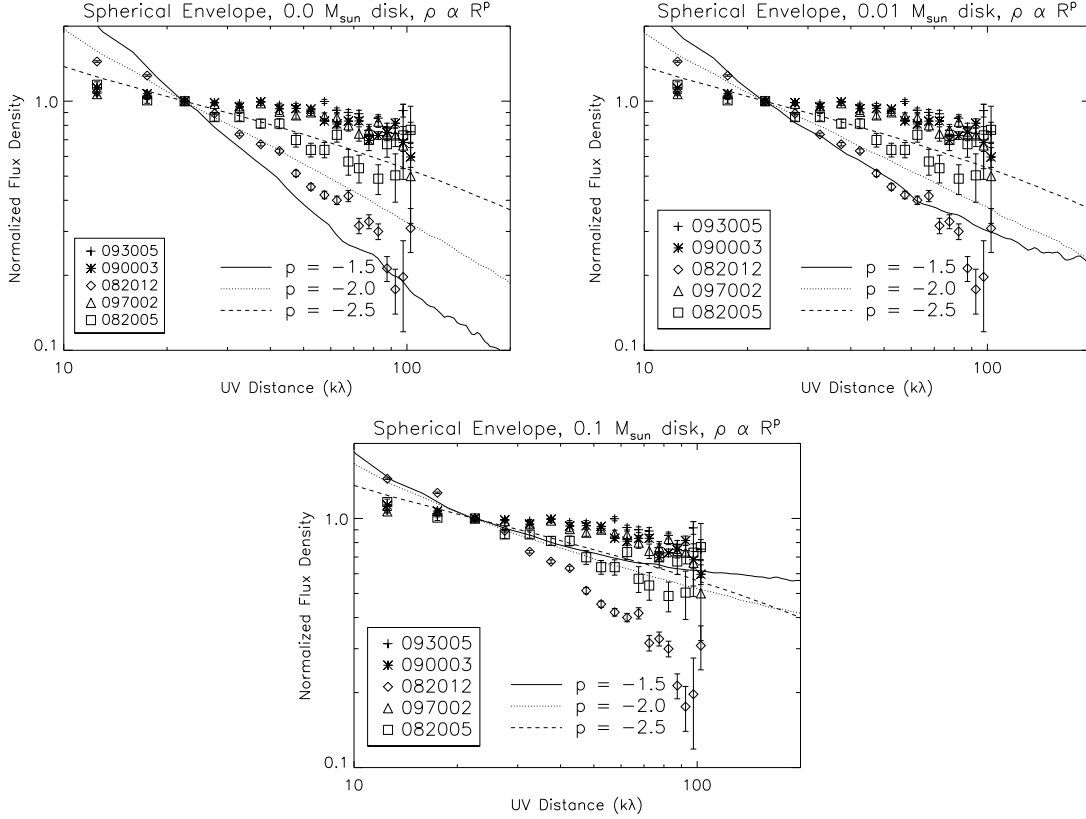 Spherical Envelope, 0.0 Msun disk, ρ α R^p
Normalized Flux Density
1.0
0.1
093005
090003
082012
097002
082005
p = −1.5
p = −2.0
p = −2.5
10
100
UV Distance (kλ)
Spherical Envelope, 0.01 Msun disk, ρ α R^p
Normalized Flux Density
1.0
0.1
093005
090003
082012
097002
082005
p = −1.5
p = −2.0
p = −2.5
10
100
UV Distance (kλ)
Spherical Envelope, 0.1 Msun disk, ρ α R^p
Normalized Flux Density
1.0
0.1
093005
090003
082012
097002
082005
p = −1.5
p = −2.0
p = −2.5
10
100
UV Distance (kλ)